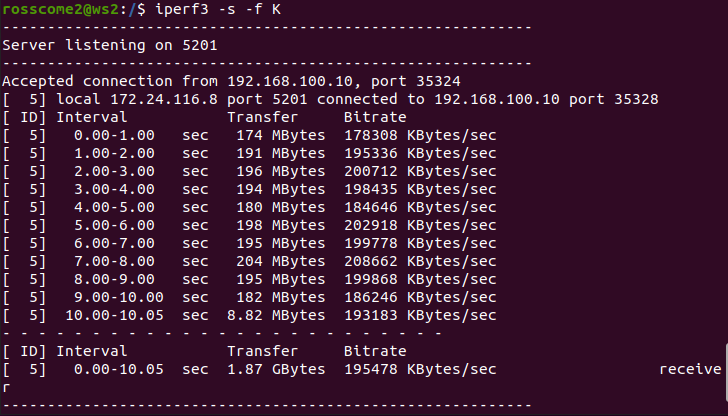 rosscome2@ws2:/$ iperf3 -s -f K
-----------------------------------------------------------
Server listening on 5201
-----------------------------------------------------------
Accepted connection from 192.168.100.10, port 35324
[  5] local 172.24.116.8 port 5201 connected to 192.168.100.10 port 35328
[ ID] Interval           Transfer     Bitrate
[  5]   0.00-1.00   sec   174 MBytes  178308 KBytes/sec
[  5]   1.00-2.00   sec   191 MBytes  195336 KBytes/sec
[  5]   2.00-3.00   sec   196 MBytes  200712 KBytes/sec
[  5]   3.00-4.00   sec   194 MBytes  198435 KBytes/sec
[  5]   4.00-5.00   sec   180 MBytes  184646 KBytes/sec
[  5]   5.00-6.00   sec   198 MBytes  202918 KBytes/sec
[  5]   6.00-7.00   sec   195 MBytes  199778 KBytes/sec
[  5]   7.00-8.00   sec   204 MBytes  208662 KBytes/sec
[  5]   8.00-9.00   sec   195 MBytes  199868 KBytes/sec
[  5]   9.00-10.00  sec   182 MBytes  186246 KBytes/sec
[  5]  10.00-10.05  sec  8.82 MBytes  193183 KBytes/sec
- - - - - - - - - - - - - - - - - - - - - - - - -
[ ID] Interval           Transfer     Bitrate
[  5]   0.00-10.05  sec  1.87 GBytes  195478 KBytes/sec                  receive
r
-----------------------------------------------------------